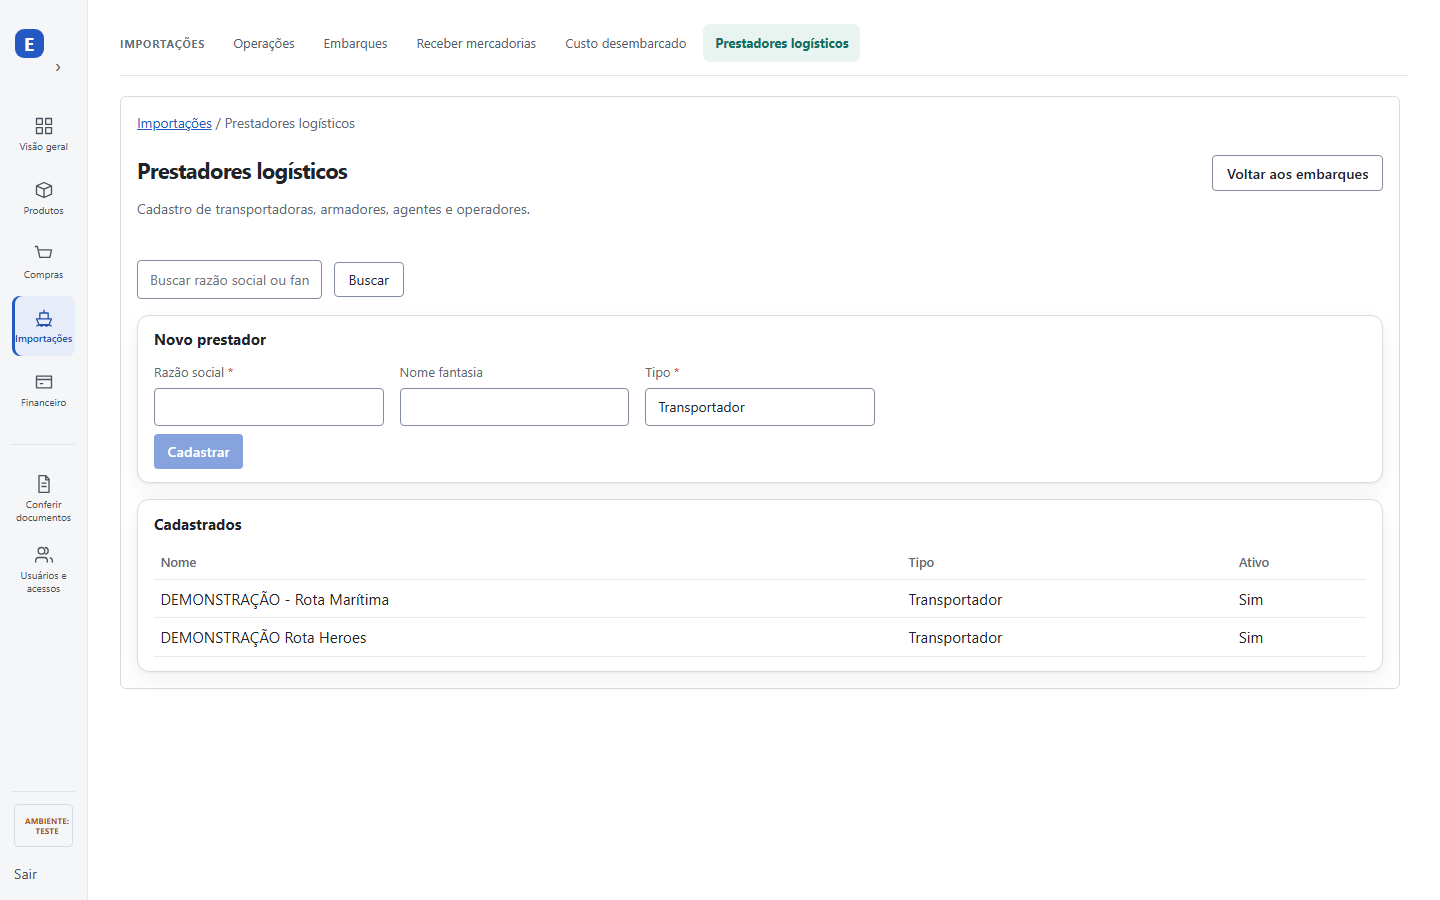 E
IMPORTAÇÕES Operações Embarques Receber mercadorias Custo desembarcado Prestadores logísticos
Visão geral
Produtos
Compras
Importações
Financeiro
Conferir
documentos
Usuários e
acessos
AMBIENTE:
TESTE
Sair
Importações / Prestadores logísticos
Prestadores logísticos
Voltar aos embarques
Cadastro de transportadoras, armadores, agentes e operadores.
Buscar razão social ou fan
Buscar
Novo prestador
Razão social * Nome fantasia Tipo *
Transportador
Cadastrar
Cadastrados
Nome Tipo Ativo
DEMONSTRAÇÃO - Rota Marítima Transportador Sim
DEMONSTRAÇÃO Rota Heroes Transportador Sim